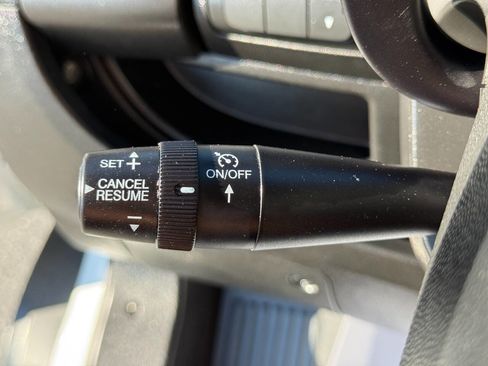 SET +
CANCEL
RESUME
−
ON/OFF